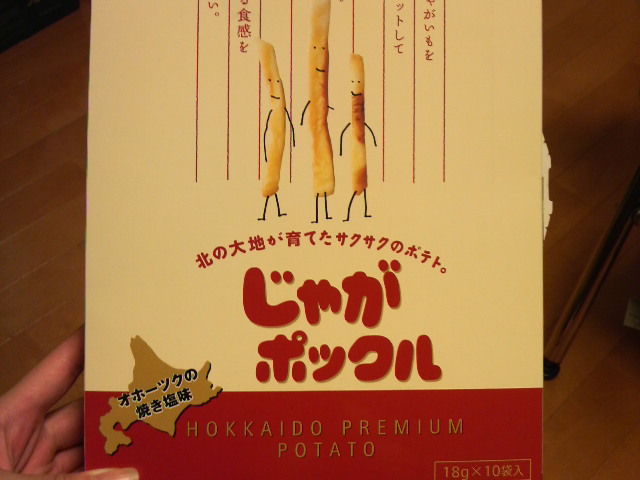 やがいもを
ットして
る食感を
い。
北の大地が育てたサクサクのポテト。
じゃが
ポックル
オホーツクの
焼き塩味
HOKKAIDO PREMIUM
POTATO
18g×10袋入